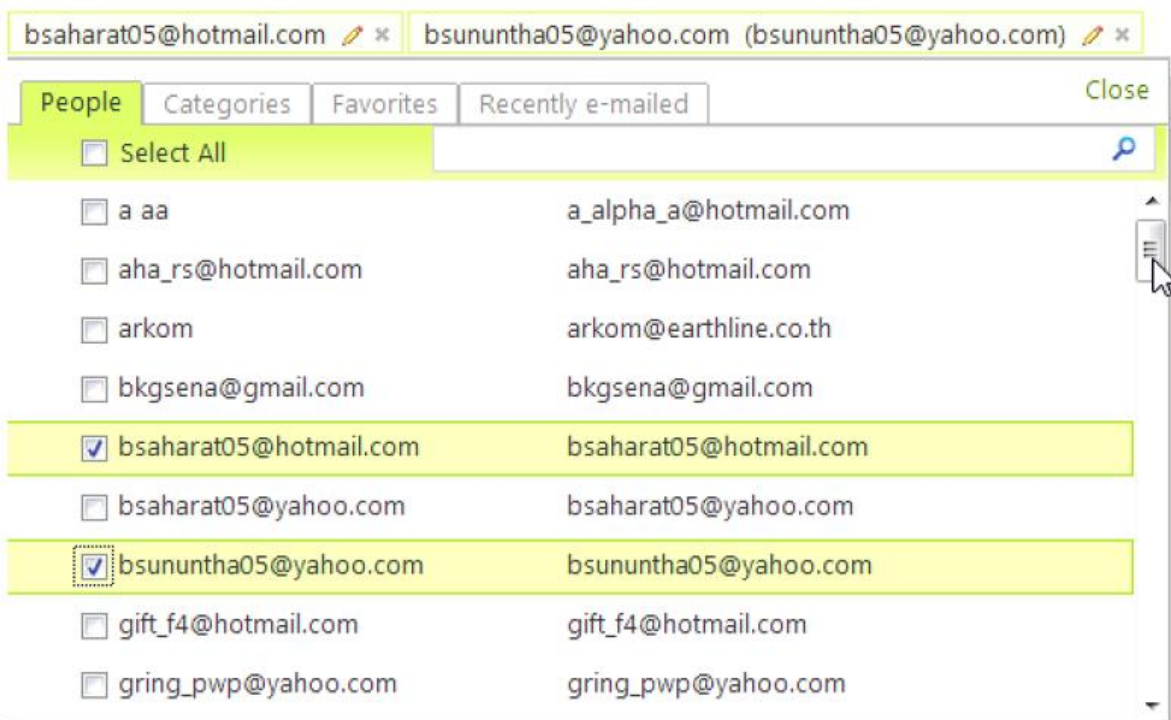 bsaharat05@hotmail.com bsununtha05@yahoo.com (bsununtha05@yahoo.com)
People Categories Favorites Recently e-mailed Close
Select All
a aa a_alpha_a@hotmail.com
aha_rs@hotmail.com aha_rs@hotmail.com
arkom arkom@earthline.co.th
bkgsena@gmail.com bkgsena@gmail.com
bsaharat05@hotmail.com bsaharat05@hotmail.com
bsaharat05@yahoo.com bsaharat05@yahoo.com
bsununtha05@yahoo.com bsununtha05@yahoo.com
gift_f4@hotmail.com gift_f4@hotmail.com
gring_pwp@yahoo.com gring_pwp@yahoo.com